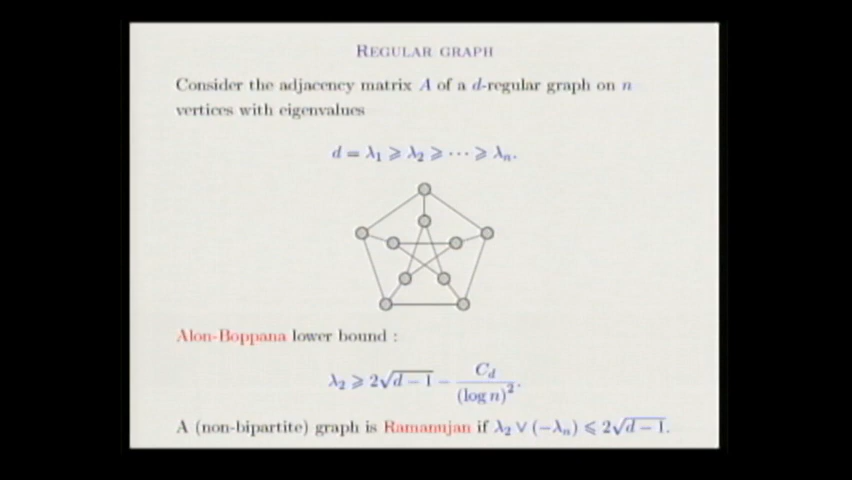 REGULAR GRAPH
Consider the adjacency matrix A of a d-regular graph on n
vertices with eigenvalues
d = λ₁ ⩾ λ₂ ⩾ ··· ⩾ λₙ.
Alon-Boppana lower bound :
λ₂ ⩾ 2√(d − 1) − C_d / (log n)².
A (non-bipartite) graph is Ramanujan if λ₂ ∨ (−λₙ) ⩽ 2√(d − 1).